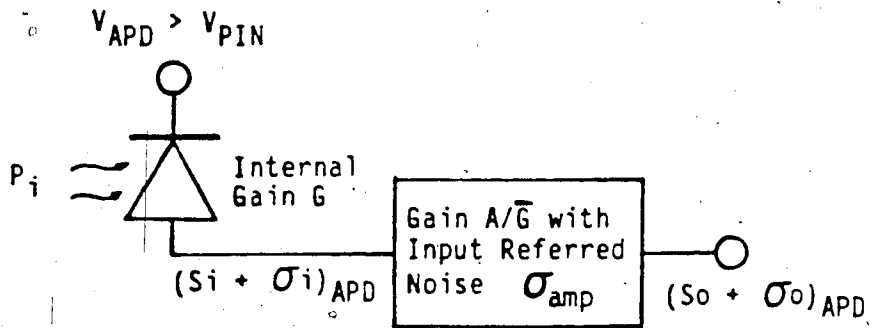 V_APD > V_PIN
P_i
Internal
Gain G
Gain A/G̅ with
Input Referred
Noise σ_amp
(Si + σi)_APD
(So + σo)_APD